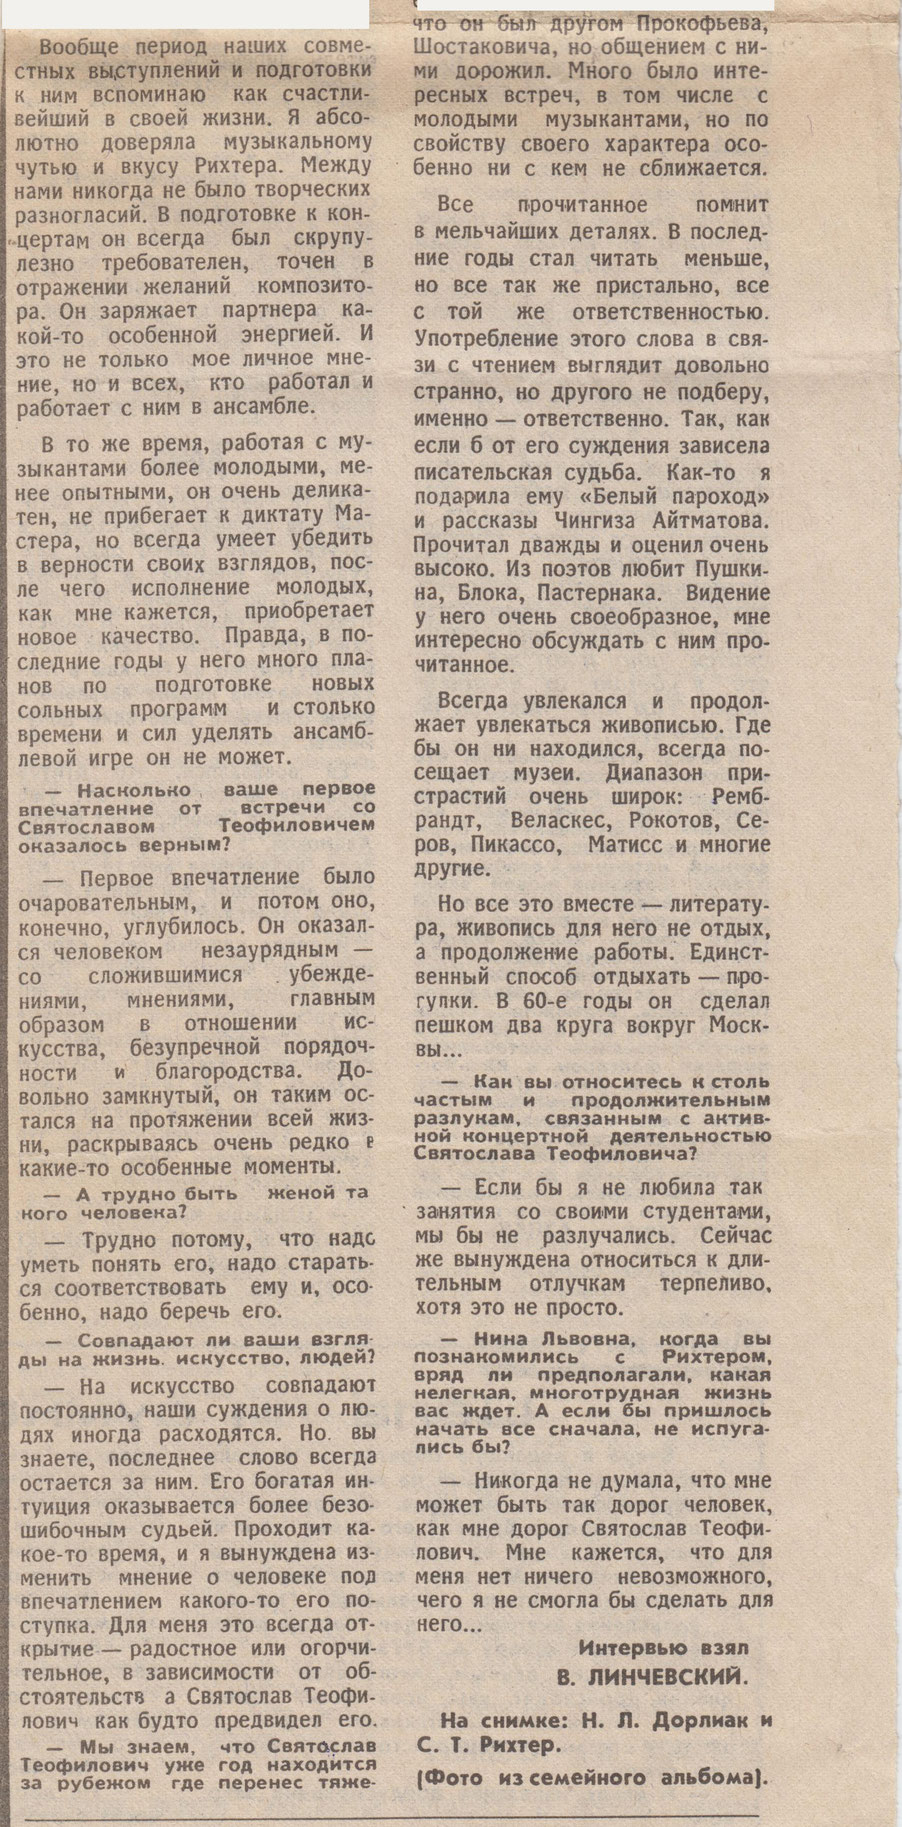 Вообще период наших совме-
стных выступлений и подготовки
к ним вспоминаю как счастли-
вейший в своей жизни. Я абсо-
лютно доверяла музыкальному
чутью и вкусу Рихтера. Между
нами никогда не было творческих
разногласий. В подготовке к кон-
цертам он всегда был скрупу-
лезно требователен, точен в
отражении желаний композито-
ра. Он заряжает партнера ка-
кой-то особенной энергией. И
это не только мое личное мне-
ние, но и всех, кто работал и
работает с ним в ансамбле.
В то же время, работая с му-
зыкантами более молодыми, ме-
нее опытными, он очень делика-
тен, не прибегает к диктату Ма-
стера, но всегда умеет убедить
в верности своих взглядов, пос-
ле чего исполнение молодых,
как мне кажется, приобретает
новое качество. Правда, в по-
следние годы у него много пла-
нов по подготовке новых
сольных программ и столько
времени и сил уделять ансамб-
левой игре он не может.
— Насколько ваше первое
впечатление от встречи со
Святославом Теофиловичем
оказалось верным?
— Первое впечатление было
очаровательным, и потом оно,
конечно, углубилось. Он оказал-
ся человеком незаурядным —
со сложившимися убежде-
ниями, мнениями, главным
образом в отношении ис-
кусства, безупречной порядоч-
ности и благородства. До-
вольно замкнутый, он таким ос-
тался на протяжении всей жиз-
ни, раскрываясь очень редко в
какие-то особенные моменты.
— А трудно быть женой та
кого человека?
— Трудно потому, что надо
уметь понять его, надо старать-
ся соответствовать ему и, осо-
бенно, надо беречь его.
— Совпадают ли ваши взгля-
ды на жизнь, искусство, людей?
— На искусство совпадают
постоянно, наши суждения о лю-
дях иногда расходятся. Но вы
знаете, последнее слово всегда
остается за ним. Его богатая ин-
туиция оказывается более безо-
шибочным судьей. Проходит ка-
кое-то время, и я вынуждена из-
менить мнение о человеке под
впечатлением какого-то его по-
ступка. Для меня это всегда от-
крытие — радостное или огорчи-
тельное, в зависимости от об-
стоятельств а Святослав Теофи-
лович как будто предвидел его.
— Мы знаем, что Святослав
Теофилович уже год находится
за рубежом где перенес тяже-
что он был другом Прокофьева,
Шостаковича, но общением с ни-
ми дорожил. Много было инте-
ресных встреч, в том числе с
молодыми музыкантами, но по
свойству своего характера осо-
бенно ни с кем не сближается.
Все прочитанное помнит
в мельчайших деталях. В послед-
ние годы стал читать меньше,
но все так же пристально, все
с той же ответственностью.
Употребление этого слова в свя-
зи с чтением выглядит довольно
странно, но другого не подберу,
именно — ответственно. Так, как
если б от его суждения зависела
писательская судьба. Как-то я
подарила ему «Белый пароход»
и рассказы Чингиза Айтматова.
Прочитал дважды и оценил очень
высоко. Из поэтов любит Пушки-
на, Блока, Пастернака. Видение
у него очень своеобразное, мне
интересно обсуждать с ним про-
читанное.
Всегда увлекался и продол-
жает увлекаться живописью. Где
бы он ни находился, всегда по-
сещает музеи. Диапазон при-
страстий очень широк: Ремб-
рандт, Веласкес, Рокотов, Се-
ров, Пикассо, Матисс и многие
другие.
Но все это вместе — литерату-
ра, живопись для него не отдых,
а продолжение работы. Единст-
венный способ отдыхать — про-
гулки. В 60-е годы он сделал
пешком два круга вокруг Моск-
вы...
— Как вы относитесь к столь
частым и продолжительным
разлукам, связанным с актив-
ной концертной деятельностью
Святослава Теофиловича?
— Если бы я не любила так
занятия со своими студентами,
мы бы не разлучались. Сейчас
же вынуждена относиться к дли-
тельным отлучкам терпеливо,
хотя это не просто.
— Нина Львовна, когда вы
познакомились с Рихтером,
вряд ли предполагали, какая
нелегкая, многотрудная жизнь
вас ждет. А если бы пришлось
начать все сначала, не испуга-
лись бы?
— Никогда не думала, что мне
может быть так дорог человек,
как мне дорог Святослав Теофи-
лович. Мне кажется, что для
меня нет ничего невозможного,
чего я не смогла бы сделать для
него...
Интервью взял
В. ЛИНЧЕВСКИЙ.
На снимке: Н. Л. Дорлиак и
С. Т. Рихтер.
(Фото из семейного альбома).